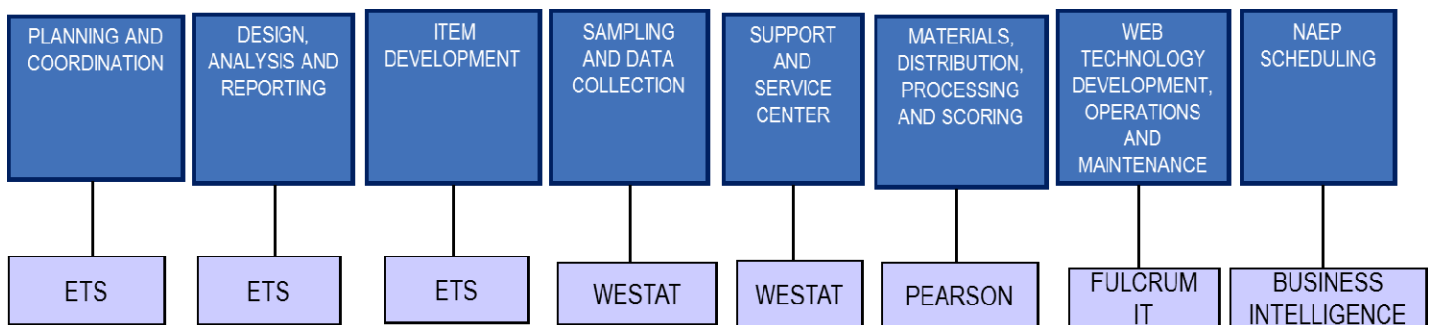 PLANNING AND
COORDINATION
DESIGN,
ANALYSIS AND
REPORTING
ITEM
DEVELOPMENT
SAMPLING
AND DATA
COLLECTION
SUPPORT
AND
SERVICE
CENTER
MATERIALS,
DISTRIBUTION,
PROCESSING
AND SCORING
WEB
TECHNOLOGY
DEVELOPMENT,
OPERATIONS
AND
MAINTENANCE
NAEP
SCHEDULING
ETS
ETS
ETS
WESTAT
WESTAT
PEARSON
FULCRUM
IT
BUSINESS
INTELLIGENCE